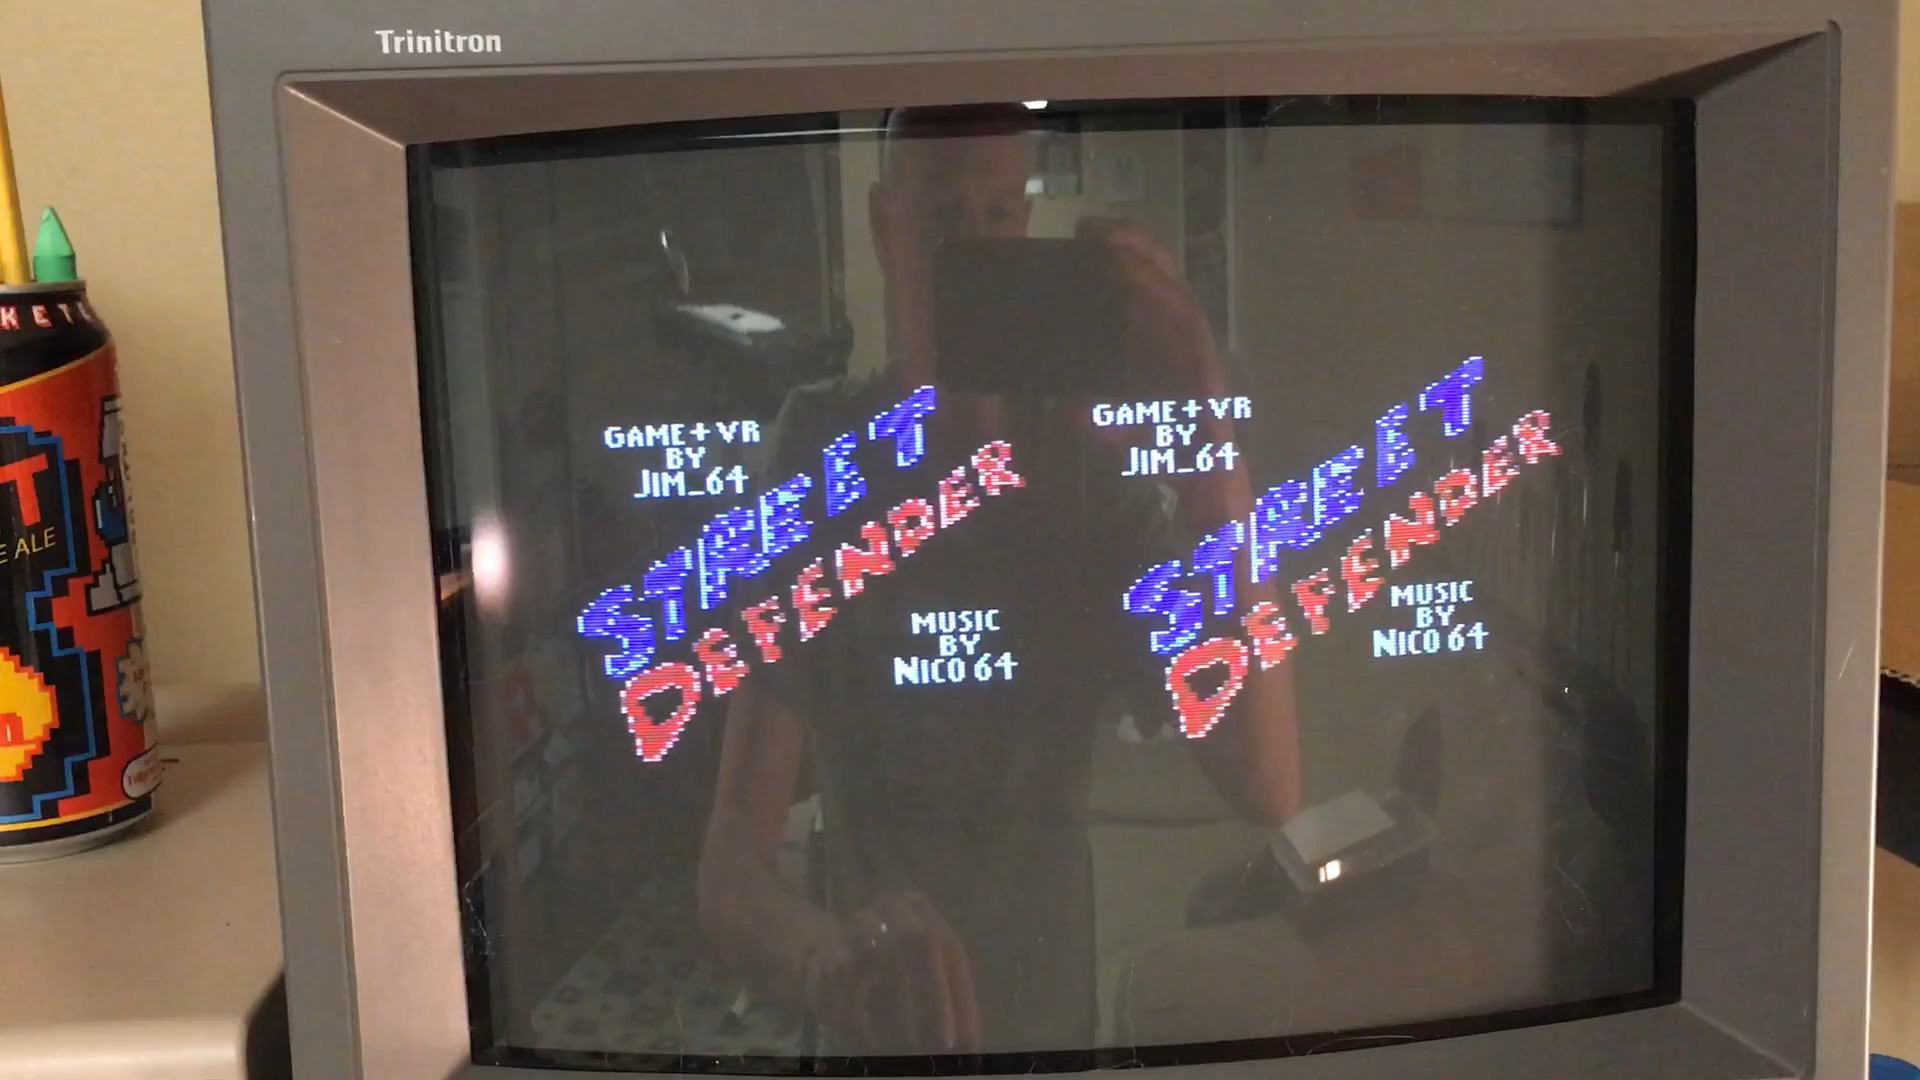 Trinitron
GAME+VR
BY
JIM_64
STREET
DEFENDER
MUSIC
BY
NICO 64
GAME+VR
BY
JIM_64
STREET
DEFENDER
MUSIC
BY
NICO 64
ALE